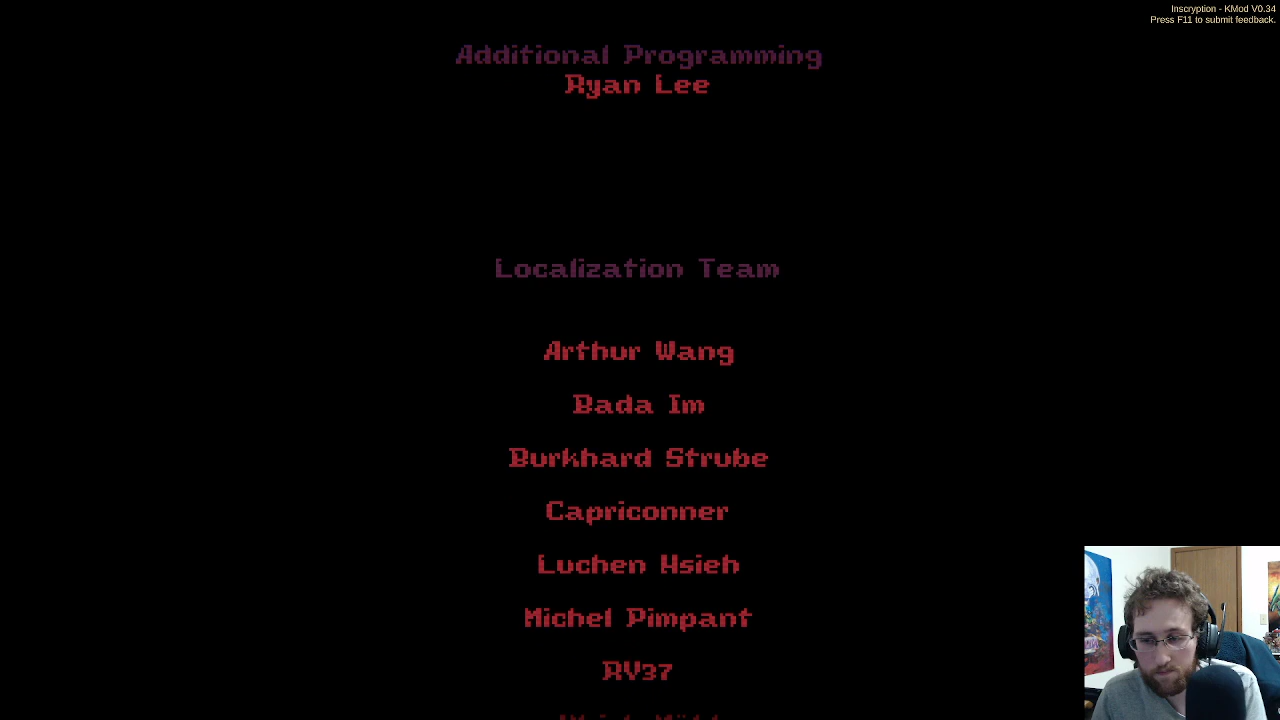 Inscryption - KMod V0.34
Press F11 to submit feedback.
Additional Programming
Ryan Lee
Localization Team
Arthur Wang
Bada Im
Burkhard Strube
Capriconner
Luchen Hsieh
Michel Pimpant
RV37